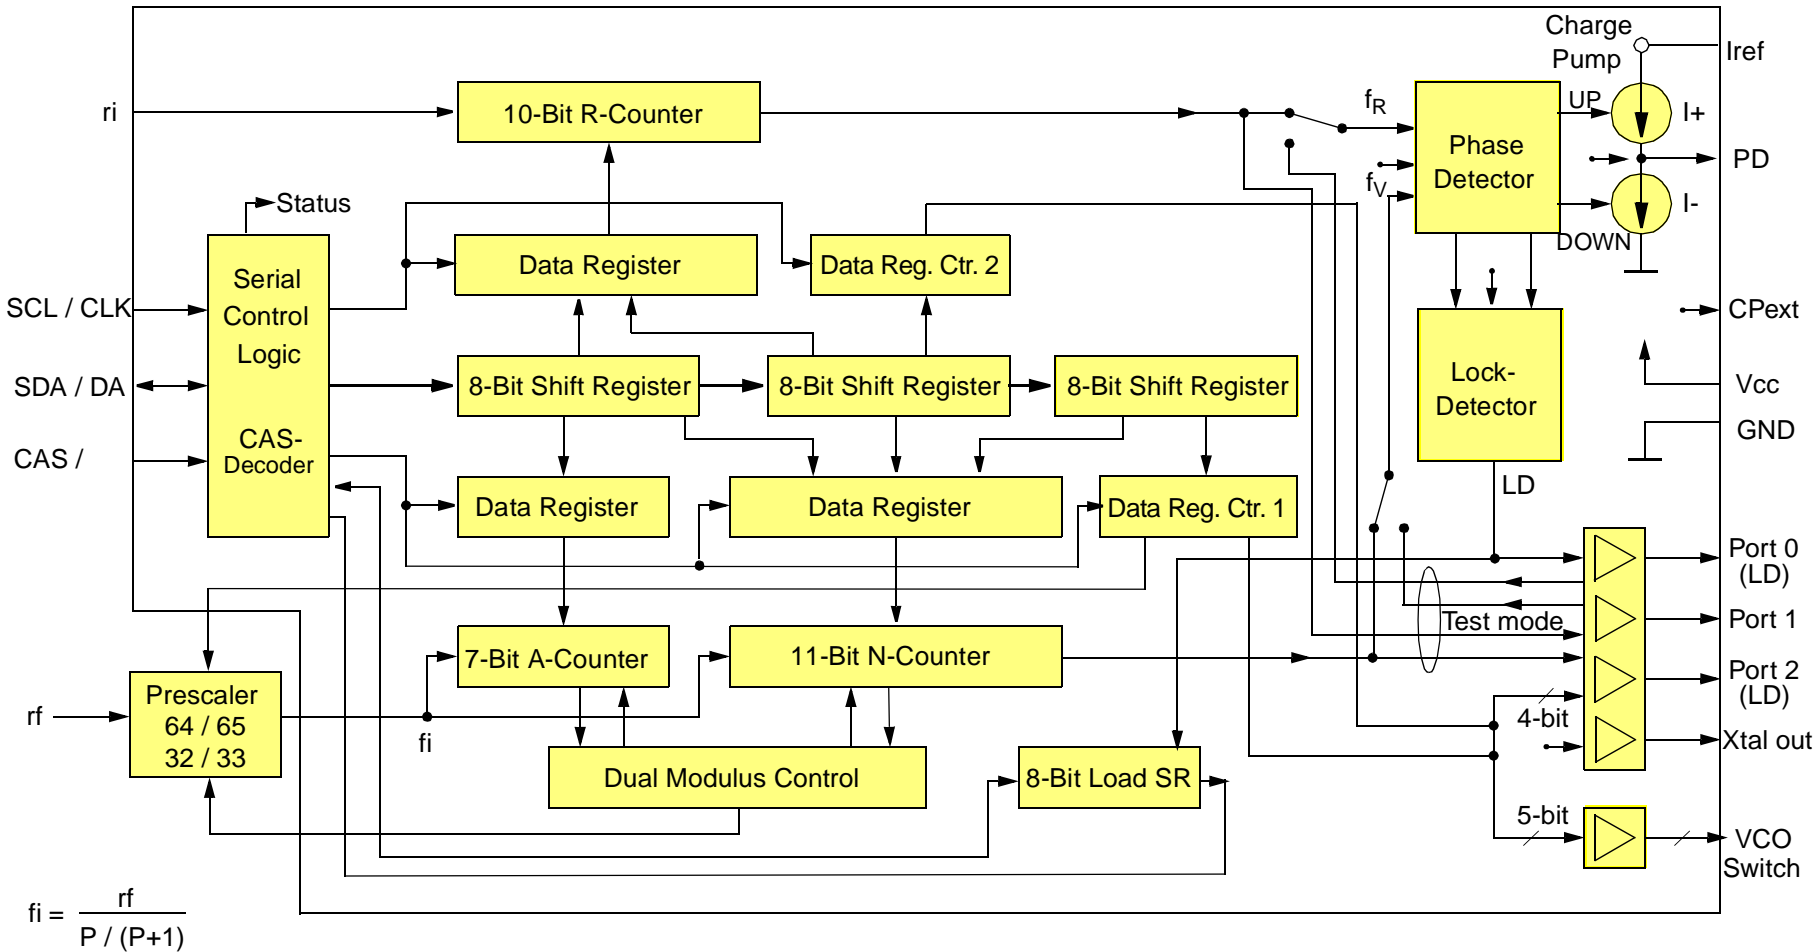 Charge
Pump
Iref
ri
10-Bit R-Counter
fR
UP
I+
Phase
Detector
PD
fV
I-
DOWN
Status
Serial
Control
Logic
CAS-
Decoder
Data Register
Data Reg. Ctr. 2
SCL / CLK
CPext
SDA / DA
8-Bit Shift Register
8-Bit Shift Register
8-Bit Shift Register
Lock-
Detector
Vcc
GND
CAS /
LD
Data Register
Data Register
Data Reg. Ctr. 1
Port 0
(LD)
Test mode
Port 1
7-Bit A-Counter
11-Bit N-Counter
Port 2
(LD)
rf
Prescaler
64 / 65
32 / 33
fi
4-bit
Xtal out
Dual Modulus Control
8-Bit Load SR
5-bit
VCO
Switch
fi = rf
P / (P+1)